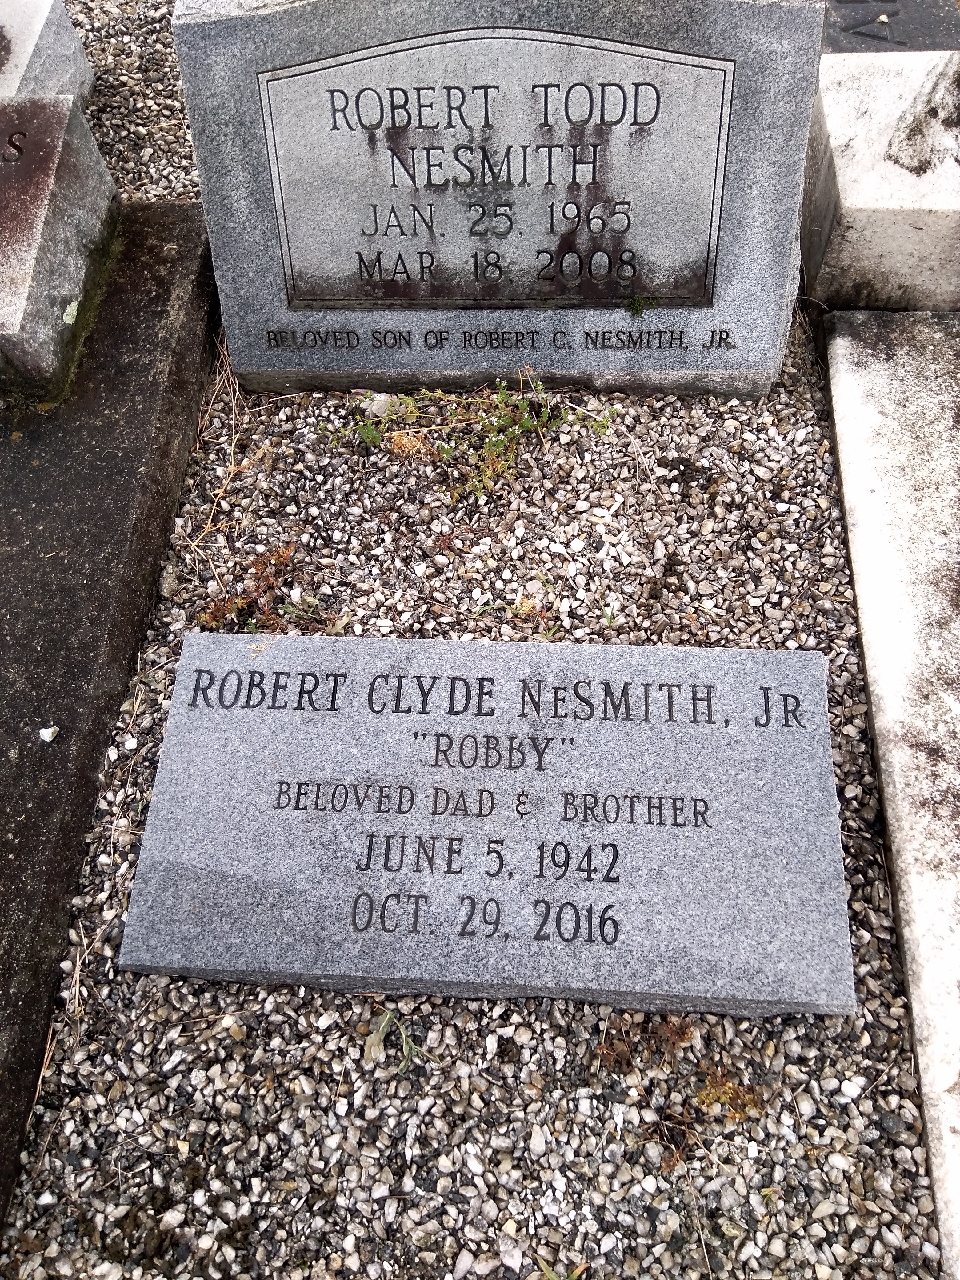 S
ROBERT TODD
NESMITH
JAN. 25. 1965
MAR 18. 2008
BELOVED SON OF ROBERT C. NESMITH, JR.
ROBERT CLYDE NESMITH, JR
"ROBBY"
BELOVED DAD & BROTHER
JUNE 5, 1942
OCT. 29, 2016